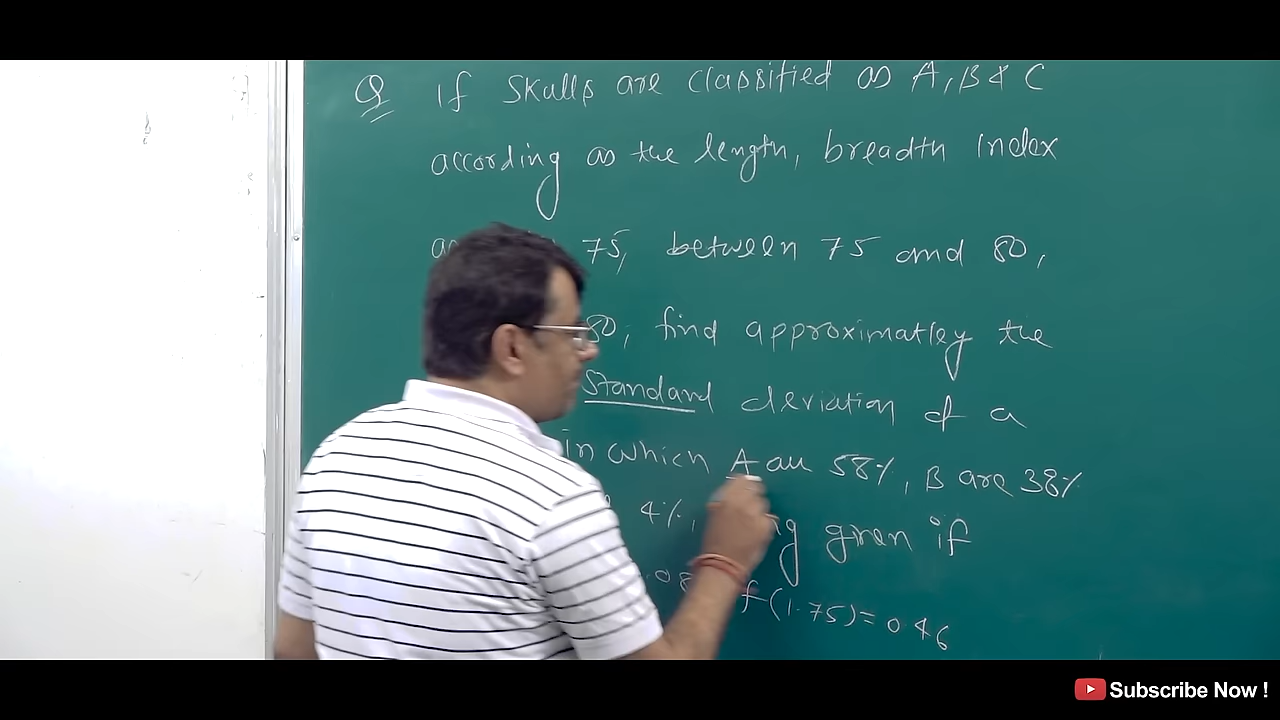 Q If Skulls are classified as A, B & C
according as the length, breadth index
75, between 75 and 80,
80, find approximatley the
Standard deviation of a
in which A are 58%, B are 38%
4%, given if
f(1.75) = 0.46
Subscribe Now !